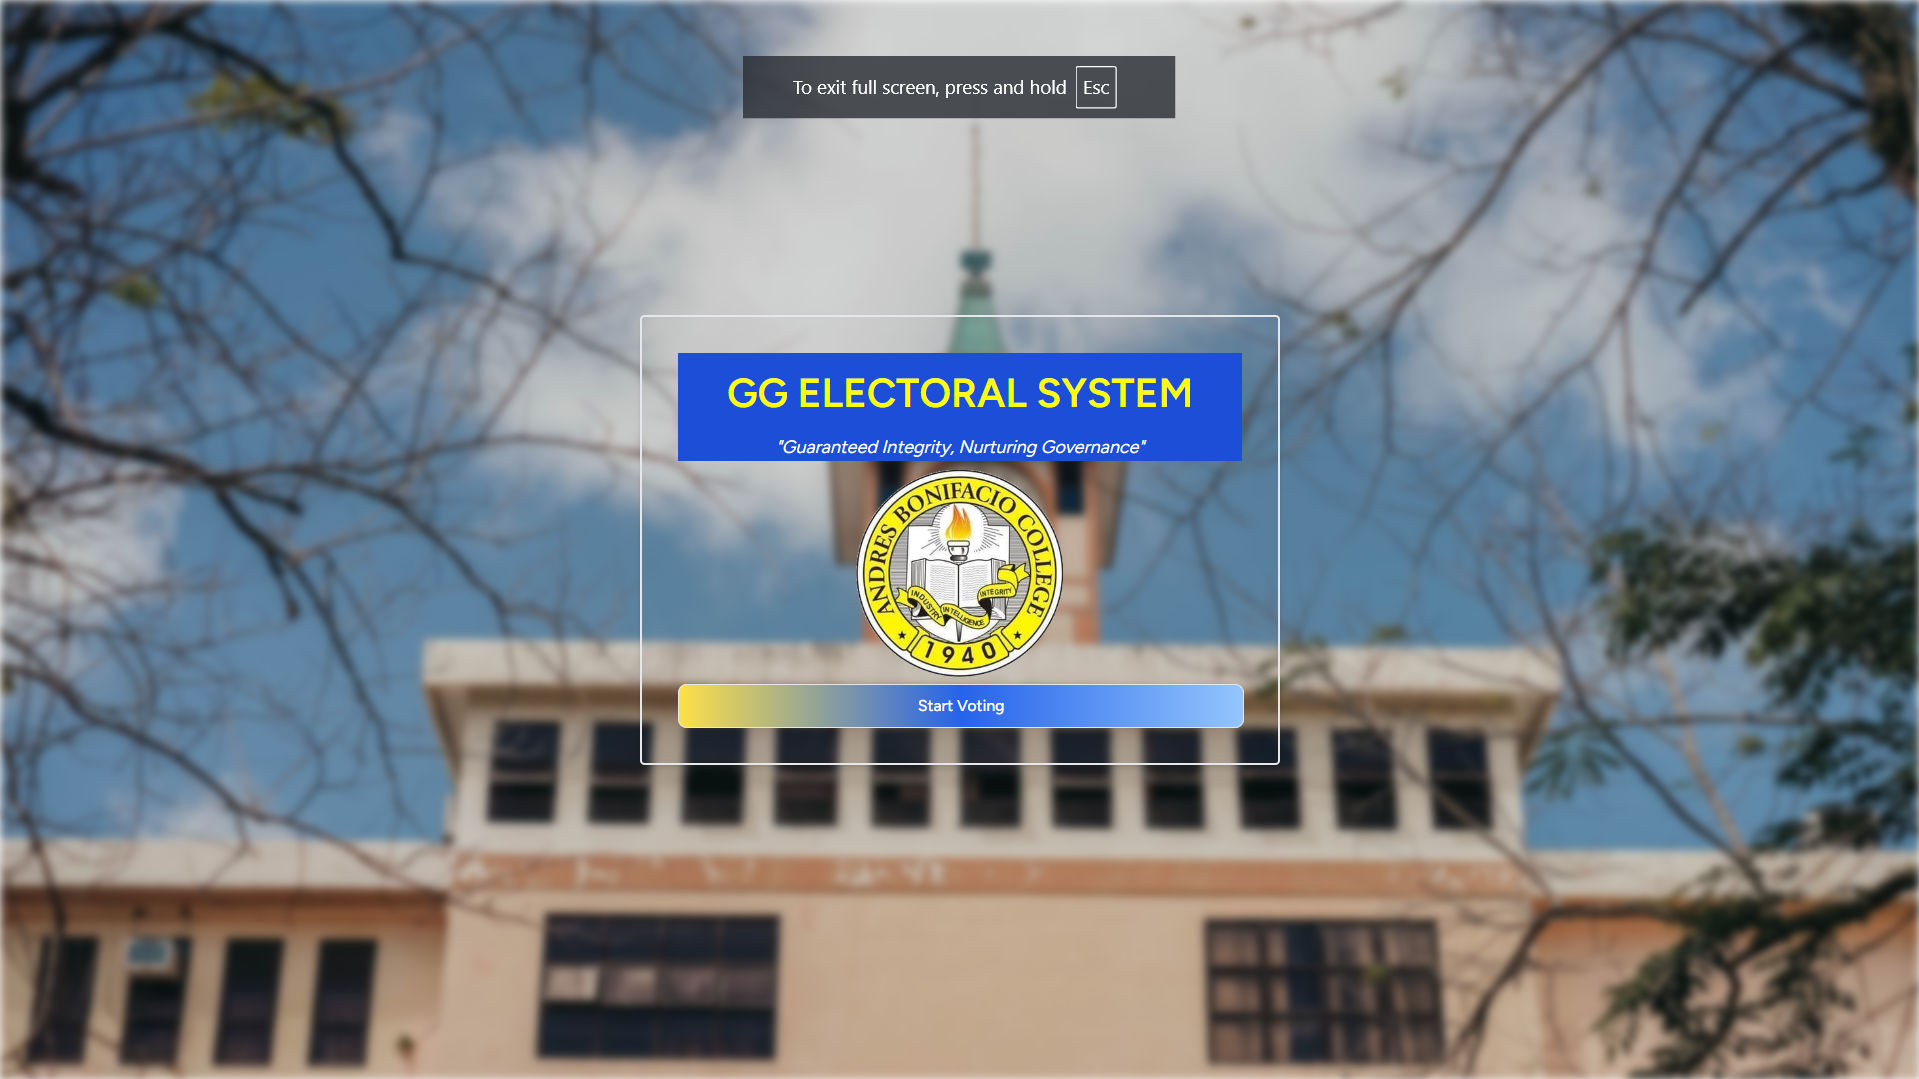 To exit full screen, press and hold Esc
GG ELECTORAL SYSTEM
"Guaranteed Integrity, Nurturing Governance"
ANDRES BONIFACIO COLLEGE
INDUSTRY INTELLIGENCE INTEGRITY
1940
Start Voting